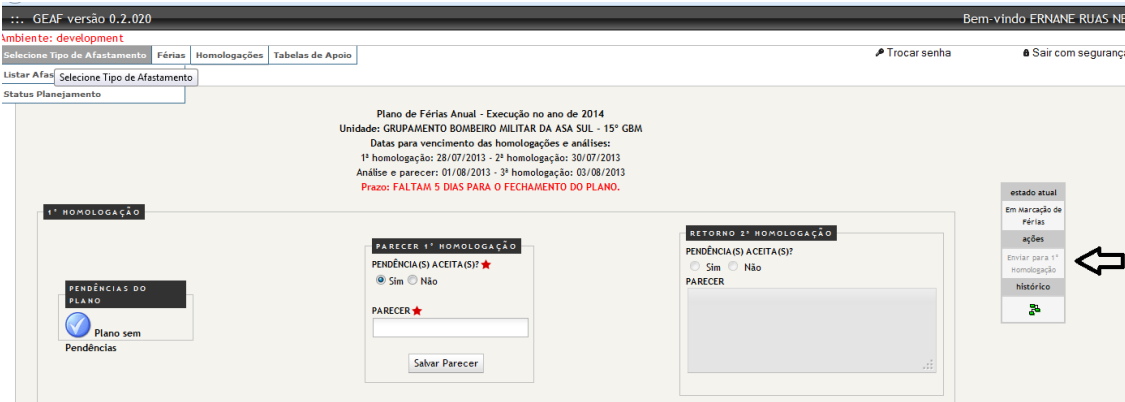 ::. GEAF versão 0.2.020
Bem-vindo ERNANE RUAS NE
Ambiente: development
Selecione Tipo de Afastamento Férias Homologações Tabelas de Apoio
Trocar senha
Sair com segurança
Listar Afas
Selecione Tipo de Afastamento
Status Planejamento
Plano de Férias Anual - Execução no ano de 2014
Unidade: GRUPAMENTO BOMBEIRO MILITAR DA ASA SUL - 15º GBM
Datas para vencimento das homologações e análises:
1ª homologação: 28/07/2013 - 2ª homologação: 30/07/2013
Análise e parecer: 01/08/2013 - 3ª homologação: 03/08/2013
Prazo: FALTAM 5 DIAS PARA O FECHAMENTO DO PLANO.
1ª HOMOLOGAÇÃO
PENDÊNCIAS DO
PLANO
Plano sem
Pendências
PARECER 1ª HOMOLOGAÇÃO
PENDÊNCIA(S) ACEITA(S)?
Sim Não
PARECER
Salvar Parecer
RETORNO 2ª HOMOLOGAÇÃO
PENDÊNCIA(S) ACEITA(S)?
Sim Não
PARECER
estado atual
Em Marcação de
Férias
ações
Enviar para 1ª
Homologação
histórico